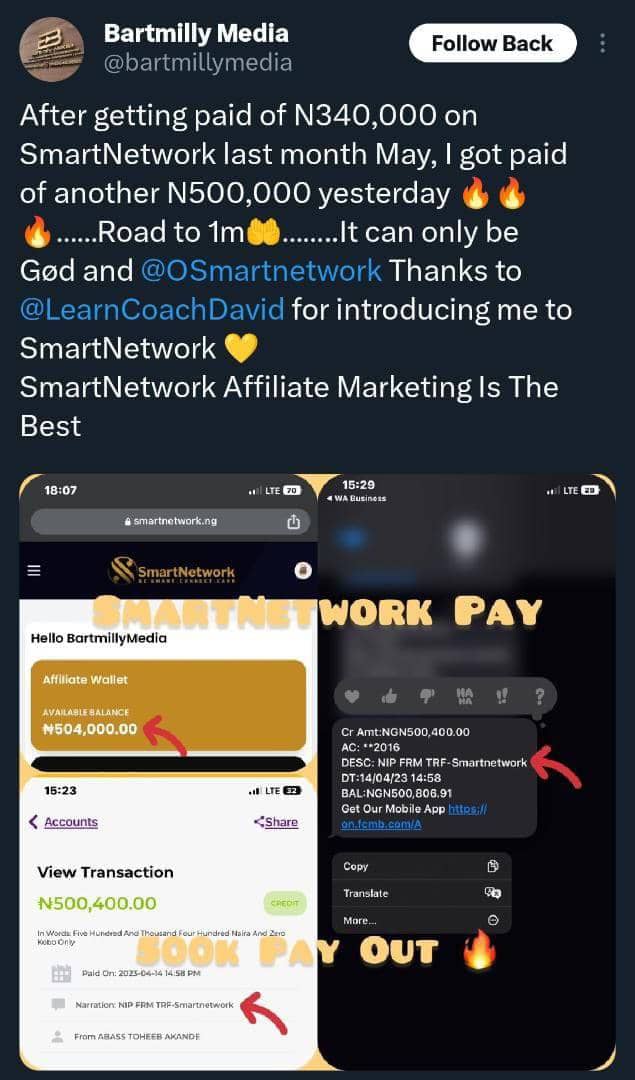 Bartmilly Media
@bartmillymedia
Follow Back
After getting paid of N340,000 on
SmartNetwork last month May, I got paid
of another N500,000 yesterday 🔥🔥
🔥......Road to 1m🤲........It can only be
Gød and @OSmartnetwork Thanks to
@LearnCoachDavid for introducing me to
SmartNetwork 💛
SmartNetwork Affiliate Marketing Is The
Best
18:07
LTE 70
smartnetwork.ng
SmartNetwork
BE SMART.CONNECT.EARN
SmartNetwork Pay
Hello BartmillyMedia
Affiliate Wallet
AVAILABLE BALANCE
₦504,000.00
15:23
LTE 32
Accounts
Share
View Transaction
₦500,400.00
CREDIT
In Words: Five Hundred And Thousand Four Hundred Naira And Zero
Kobo Only
500k Pay Out 🔥
Paid On: 2023-04-14 14:58 PM
Narration: NIP FRM TRF-Smartnetwork
From ABASS TOHEEB AKANDE
15:29
LTE 29
WA Business
HA
HA
!!
?
Cr Amt:NGN500,400.00
AC: **2016
DESC: NIP FRM TRF-Smartnetwork
DT:14/04/23 14:58
BAL:NGN500,806.91
Get Our Mobile App https://
on.fcmb.com/A
Copy
Translate
More...